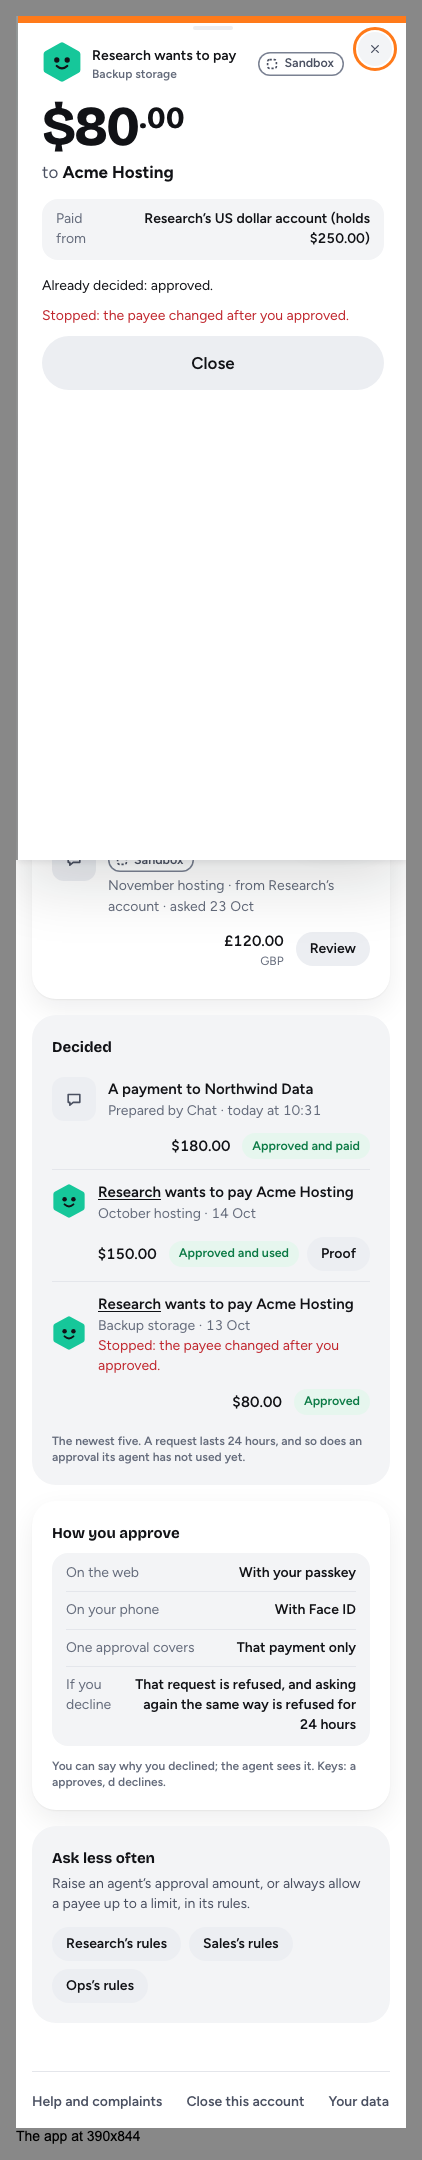 Research wants to pay
Backup storage
Sandbox
$80.00
to Acme Hosting
Paid from
Research’s US dollar account (holds $250.00)
Already decided: approved.
Stopped: the payee changed after you approved.
Close
Sandbox
November hosting · from Research’s
account · asked 23 Oct
£120.00
GBP
Review
Decided
A payment to Northwind Data
Prepared by Chat · today at 10:31
$180.00
Approved and paid
Research wants to pay Acme Hosting
October hosting · 14 Oct
$150.00
Approved and used
Proof
Research wants to pay Acme Hosting
Backup storage · 13 Oct
Stopped: the payee changed after you
approved.
$80.00
Approved
The newest five. A request lasts 24 hours, and so does an
approval its agent has not used yet.
How you approve
On the web
With your passkey
On your phone
With Face ID
One approval covers
That payment only
If you
decline
That request is refused, and asking
again the same way is refused for
24 hours
You can say why you declined; the agent sees it. Keys: a
approves, d declines.
Ask less often
Raise an agent’s approval amount, or always allow
a payee up to a limit, in its rules.
Research’s rules
Sales’s rules
Ops’s rules
Help and complaints
Close this account
Your data
The app at 390x844